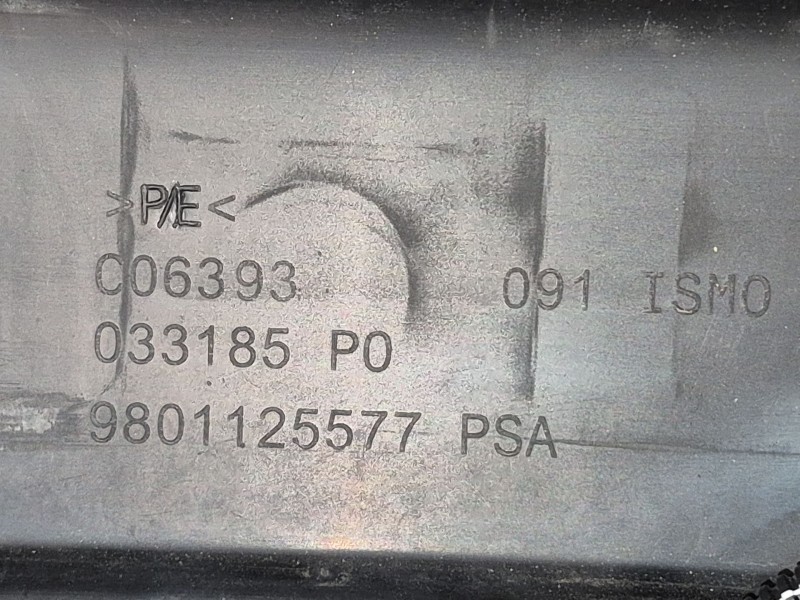 >P/E<
C06393
091 ISMO
033185 P0
9801125577 PSA